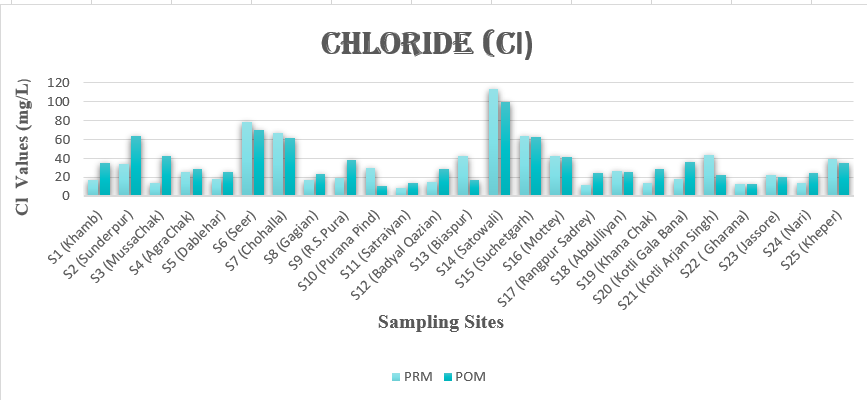 CHLORIDE (Cl)
Cl Values (mg/L)
120
100
80
60
40
20
0
S1 (Khamb)
S2 (Sunderpur)
S3 (MussaChak)
S4 (AgraChak)
S5 (Dablehar)
S6 (Seer)
S7 (Chohalla)
S8 (Gagian)
S9 (R.S.Pura)
S10 (Purana Pind)
S11 (Satraiyan)
S12 (Badyal Qazian)
S13 (Biaspur)
S14 (Satowali)
S15 (Suchetgarh)
S16 (Mottey)
S17 (Rangpur Sadrey)
S18 (Abdulliyan)
S19 (Khana Chak)
S20 (Kotli Gala Bana)
S21 (Kotli Arjan Singh)
S22 ( Gharana)
S23 (Jassore)
S24 (Nari)
S25 (Kheper)
Sampling Sites
PRM POM